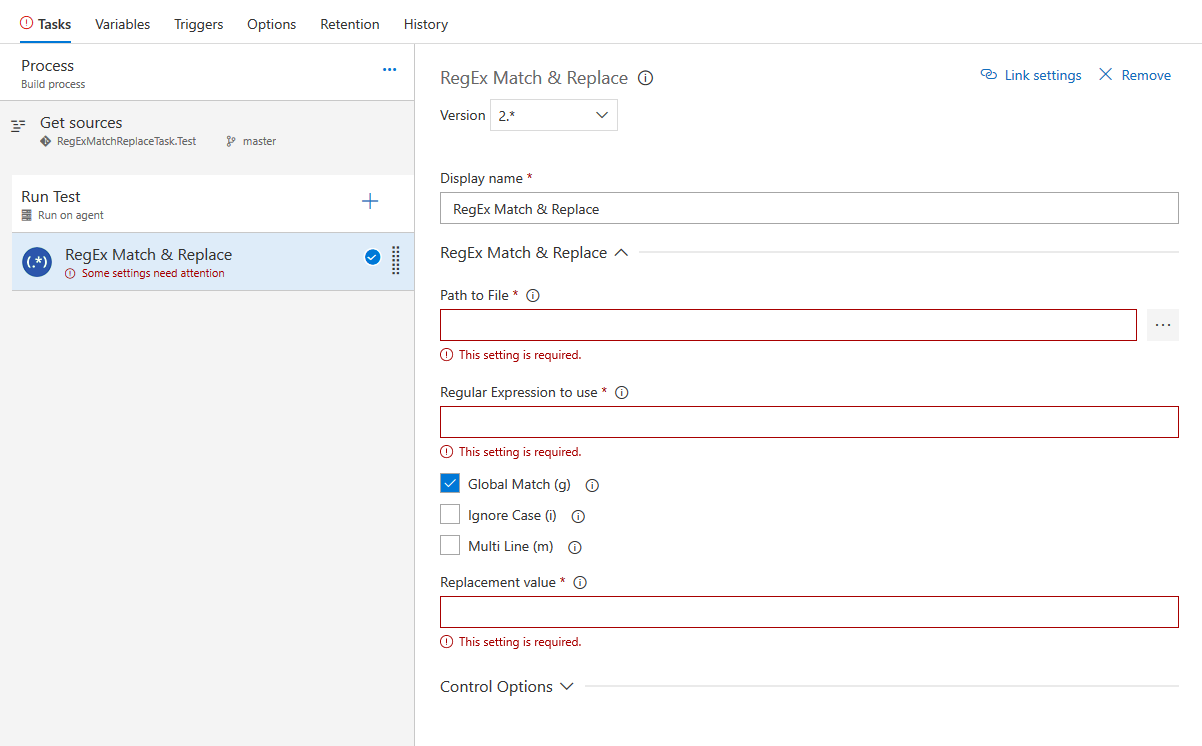 Tasks Variables Triggers Options Retention History
Process
Build process
Get sources
RegExMatchReplaceTask.Test master
Run Test
Run on agent
(.*) RegEx Match & Replace
Some settings need attention
RegEx Match & Replace
Link settings Remove
Version 2.*
Display name *
RegEx Match & Replace
RegEx Match & Replace
Path to File *
This setting is required.
Regular Expression to use *
This setting is required.
Global Match (g)
Ignore Case (i)
Multi Line (m)
Replacement value *
This setting is required.
Control Options